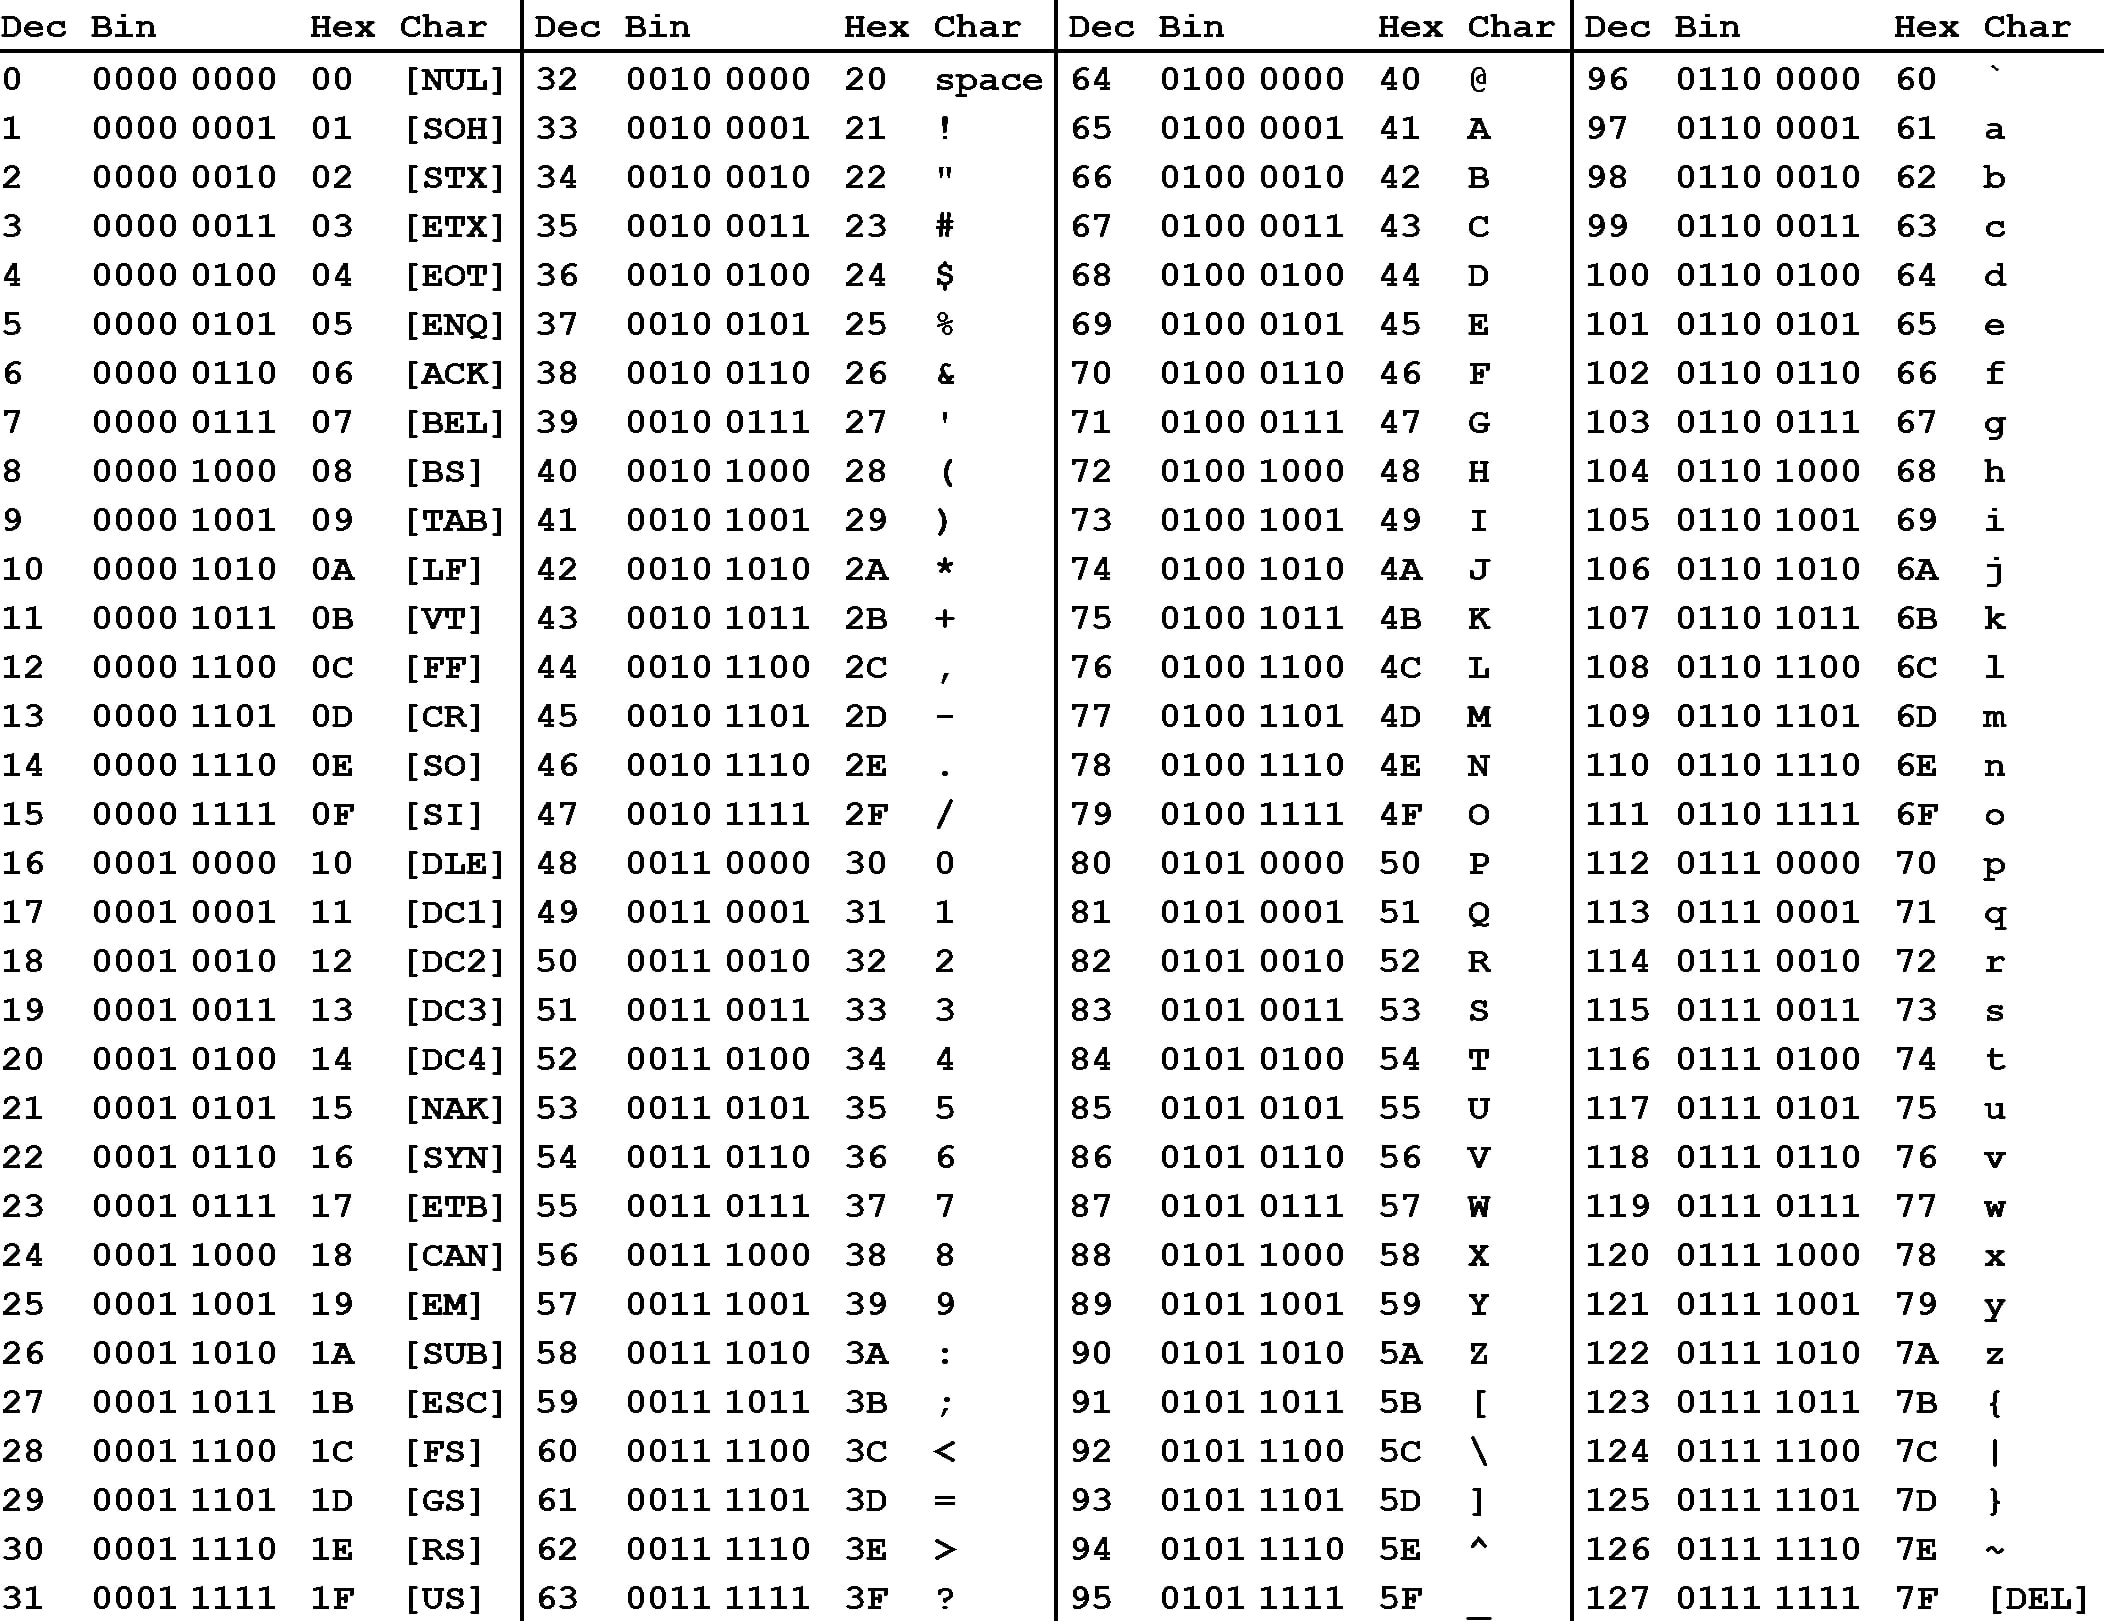 Dec Bin Hex Char Dec Bin Hex Char Dec Bin Hex Char Dec Bin Hex Char
0 0000 0000 00 [NUL] 32 0010 0000 20 space 64 0100 0000 40 @ 96 0110 0000 60 `
1 0000 0001 01 [SOH] 33 0010 0001 21 ! 65 0100 0001 41 A 97 0110 0001 61 a
2 0000 0010 02 [STX] 34 0010 0010 22 " 66 0100 0010 42 B 98 0110 0010 62 b
3 0000 0011 03 [ETX] 35 0010 0011 23 # 67 0100 0011 43 C 99 0110 0011 63 c
4 0000 0100 04 [EOT] 36 0010 0100 24 $ 68 0100 0100 44 D 100 0110 0100 64 d
5 0000 0101 05 [ENQ] 37 0010 0101 25 % 69 0100 0101 45 E 101 0110 0101 65 e
6 0000 0110 06 [ACK] 38 0010 0110 26 & 70 0100 0110 46 F 102 0110 0110 66 f
7 0000 0111 07 [BEL] 39 0010 0111 27 ' 71 0100 0111 47 G 103 0110 0111 67 g
8 0000 1000 08 [BS] 40 0010 1000 28 ( 72 0100 1000 48 H 104 0110 1000 68 h
9 0000 1001 09 [TAB] 41 0010 1001 29 ) 73 0100 1001 49 I 105 0110 1001 69 i
10 0000 1010 0A [LF] 42 0010 1010 2A * 74 0100 1010 4A J 106 0110 1010 6A j
11 0000 1011 0B [VT] 43 0010 1011 2B + 75 0100 1011 4B K 107 0110 1011 6B k
12 0000 1100 0C [FF] 44 0010 1100 2C , 76 0100 1100 4C L 108 0110 1100 6C l
13 0000 1101 0D [CR] 45 0010 1101 2D - 77 0100 1101 4D M 109 0110 1101 6D m
14 0000 1110 0E [SO] 46 0010 1110 2E . 78 0100 1110 4E N 110 0110 1110 6E n
15 0000 1111 0F [SI] 47 0010 1111 2F / 79 0100 1111 4F O 111 0110 1111 6F o
16 0001 0000 10 [DLE] 48 0011 0000 30 0 80 0101 0000 50 P 112 0111 0000 70 p
17 0001 0001 11 [DC1] 49 0011 0001 31 1 81 0101 0001 51 Q 113 0111 0001 71 q
18 0001 0010 12 [DC2] 50 0011 0010 32 2 82 0101 0010 52 R 114 0111 0010 72 r
19 0001 0011 13 [DC3] 51 0011 0011 33 3 83 0101 0011 53 S 115 0111 0011 73 s
20 0001 0100 14 [DC4] 52 0011 0100 34 4 84 0101 0100 54 T 116 0111 0100 74 t
21 0001 0101 15 [NAK] 53 0011 0101 35 5 85 0101 0101 55 U 117 0111 0101 75 u
22 0001 0110 16 [SYN] 54 0011 0110 36 6 86 0101 0110 56 V 118 0111 0110 76 v
23 0001 0111 17 [ETB] 55 0011 0111 37 7 87 0101 0111 57 W 119 0111 0111 77 w
24 0001 1000 18 [CAN] 56 0011 1000 38 8 88 0101 1000 58 X 120 0111 1000 78 x
25 0001 1001 19 [EM] 57 0011 1001 39 9 89 0101 1001 59 Y 121 0111 1001 79 y
26 0001 1010 1A [SUB] 58 0011 1010 3A : 90 0101 1010 5A Z 122 0111 1010 7A z
27 0001 1011 1B [ESC] 59 0011 1011 3B ; 91 0101 1011 5B [ 123 0111 1011 7B {
28 0001 1100 1C [FS] 60 0011 1100 3C < 92 0101 1100 5C \ 124 0111 1100 7C |
29 0001 1101 1D [GS] 61 0011 1101 3D = 93 0101 1101 5D ] 125 0111 1101 7D }
30 0001 1110 1E [RS] 62 0011 1110 3E > 94 0101 1110 5E ^ 126 0111 1110 7E ~
31 0001 1111 1F [US] 63 0011 1111 3F ? 95 0101 1111 5F _ 127 0111 1111 7F [DEL]